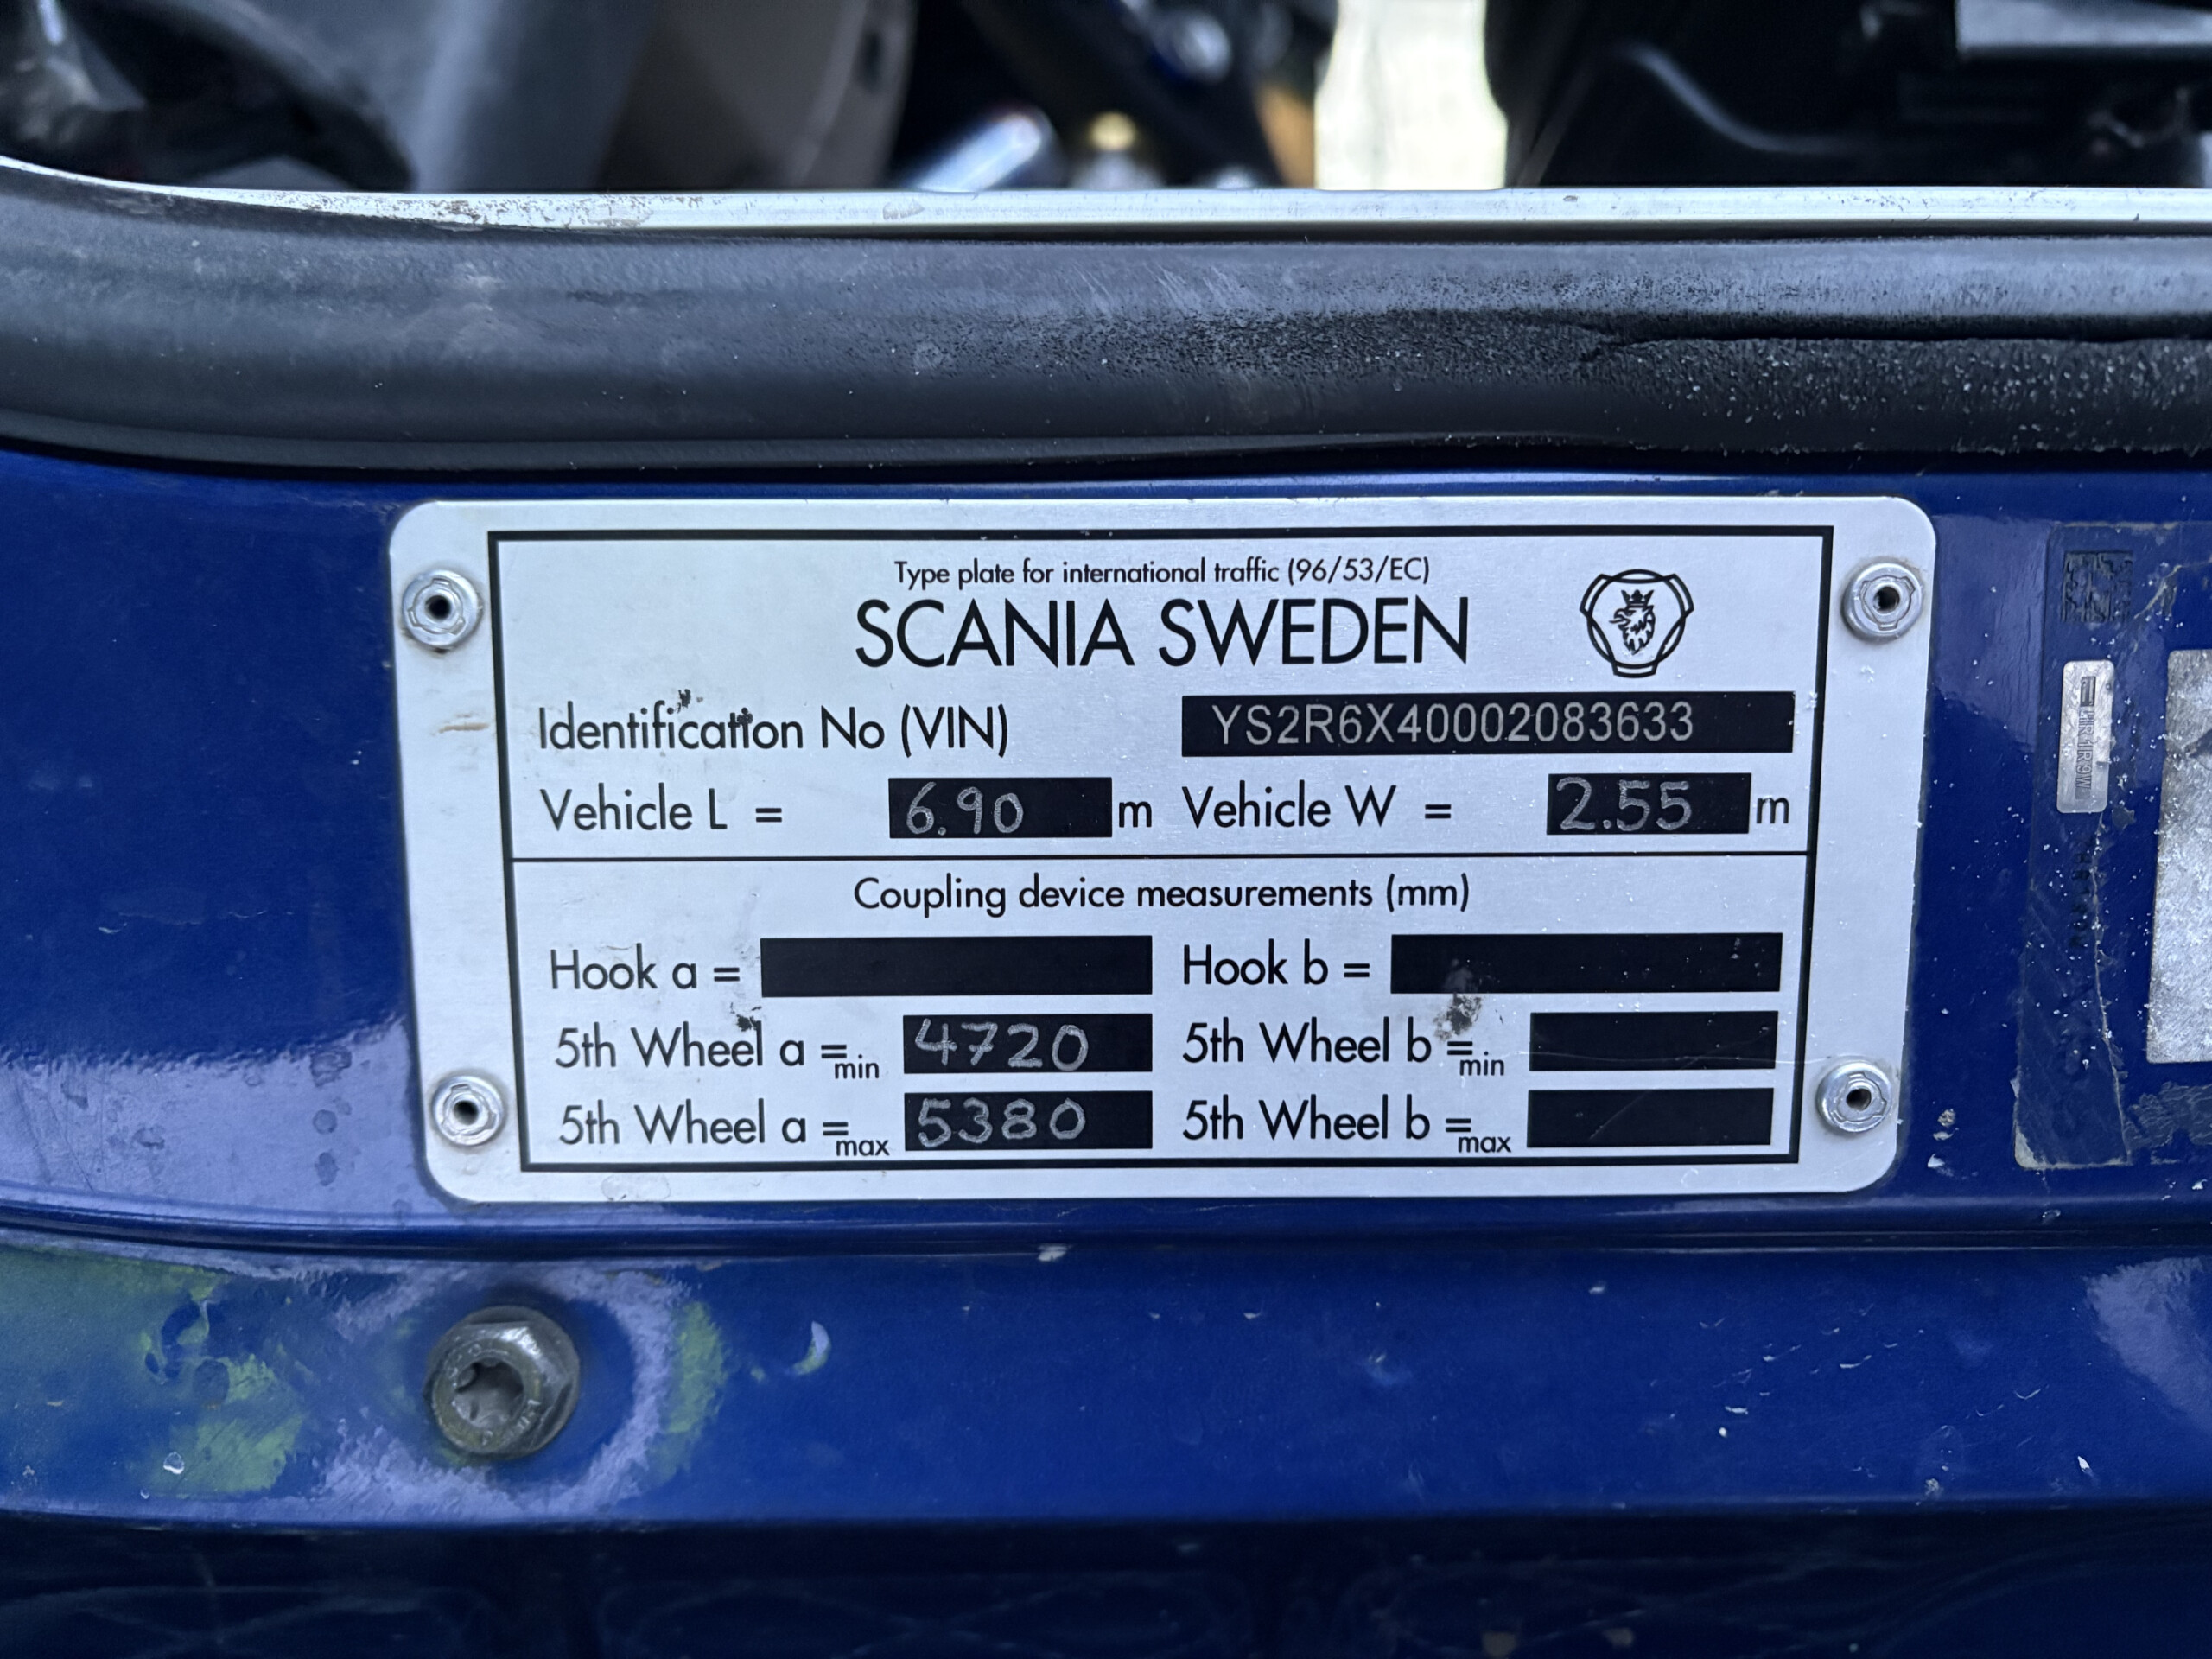 Type plate for international traffic (96/53/EC)
SCANIA SWEDEN
Identification No (VIN) YS2R6X40002083633
Vehicle L = 6.90 m Vehicle W = 2.55 m
Coupling device measurements (mm)
Hook a = Hook b =
5th Wheel a =min 4720 5th Wheel b =min
5th Wheel a =max 5380 5th Wheel b =max